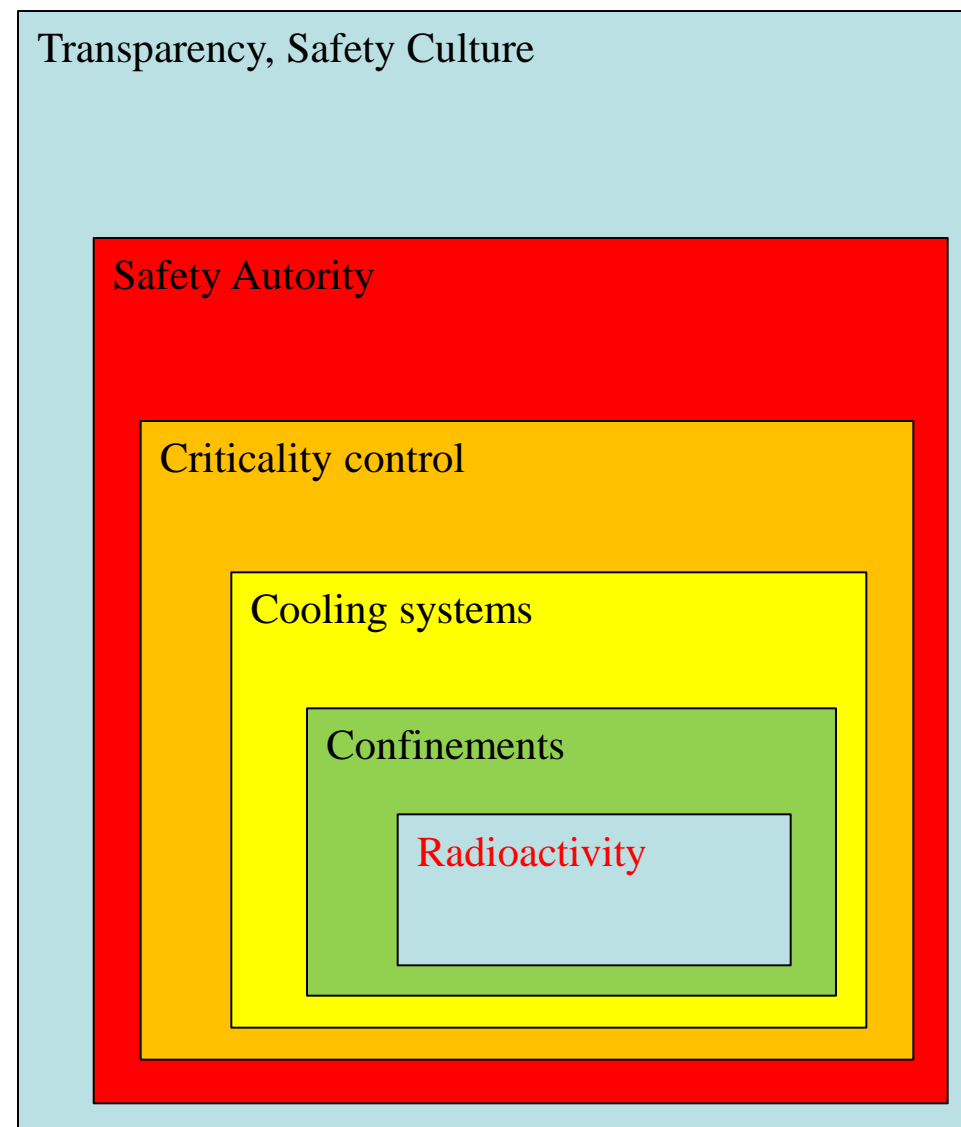 Transparency, Safety Culture
Safety Autority
Criticality control
Cooling systems
Confinements
Radioactivity